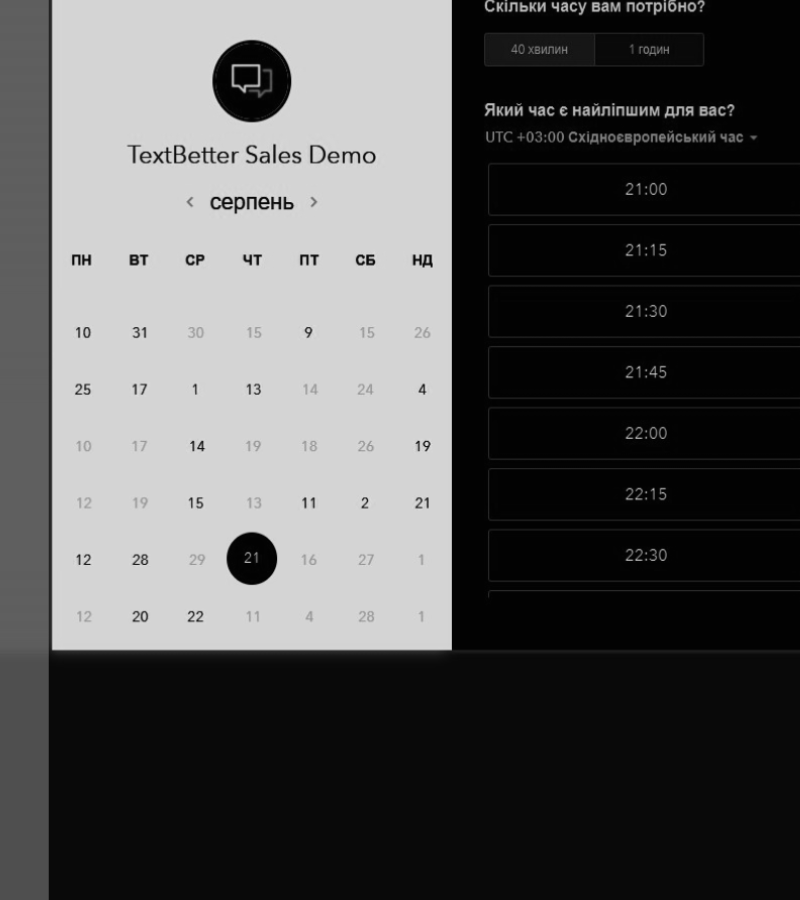 TextBetter Sales Demo
серпень
ПН ВТ СР ЧТ ПТ СБ НД
10 31 30 15 9 15 26
25 17 1 13 14 24 4
10 17 14 19 18 26 19
12 19 15 13 11 2 21
12 28 29 21 16 27 1
12 20 22 11 4 28 1
Скільки часу вам потрібно?
40 хвилин 1 годин
Який час є найліпшим для вас?
UTC +03:00 Східноєвропейський час
21:00
21:15
21:30
21:45
22:00
22:15
22:30